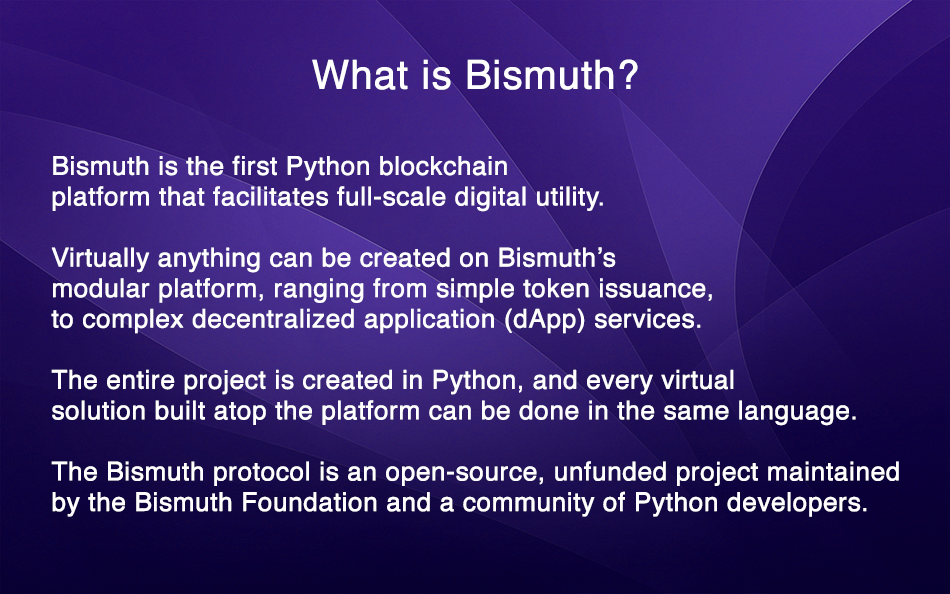 What is Bismuth?
Bismuth is the first Python blockchain
platform that facilitates full-scale digital utility.
Virtually anything can be created on Bismuth’s
modular platform, ranging from simple token issuance,
to complex decentralized application (dApp) services.
The entire project is created in Python, and every virtual
solution built atop the platform can be done in the same language.
The Bismuth protocol is an open-source, unfunded project maintained
by the Bismuth Foundation and a community of Python developers.